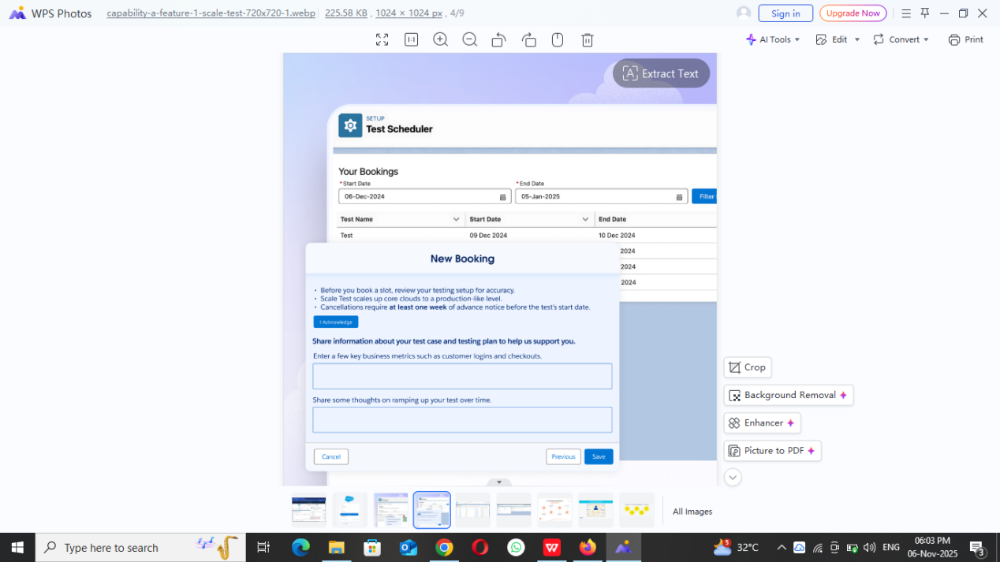 WPS Photos
capability-a-feature-1-scale-test-720x720-1.webp , 225.58 KB , 1024 × 1024 px , 4/9
Sign in
Upgrade Now
1:1
AI Tools
Edit
Convert
Print
A Extract Text
SETUP
Test Scheduler
Your Bookings
*Start Date
*End Date
06-Dec-2024
05-Jan-2025
Filter
Test Name
Start Date
End Date
Test
09 Dec 2024
10 Dec 2024
2024
2024
2024
New Booking
• Before you book a slot, review your testing setup for accuracy.
• Scale Test scales up core clouds to a production-like level.
• Cancellations require at least one week of advance notice before the test's start date.
I Acknowledge
Share information about your test case and testing plan to help us support you.
Enter a few key business metrics such as customer logins and checkouts.
Share some thoughts on ramping up your test over time.
Cancel
Previous
Save
Crop
Background Removal
Enhancer
Picture to PDF
All Images
Type here to search
5
32°C
ENG
06:03 PM
06-Nov-2025
3